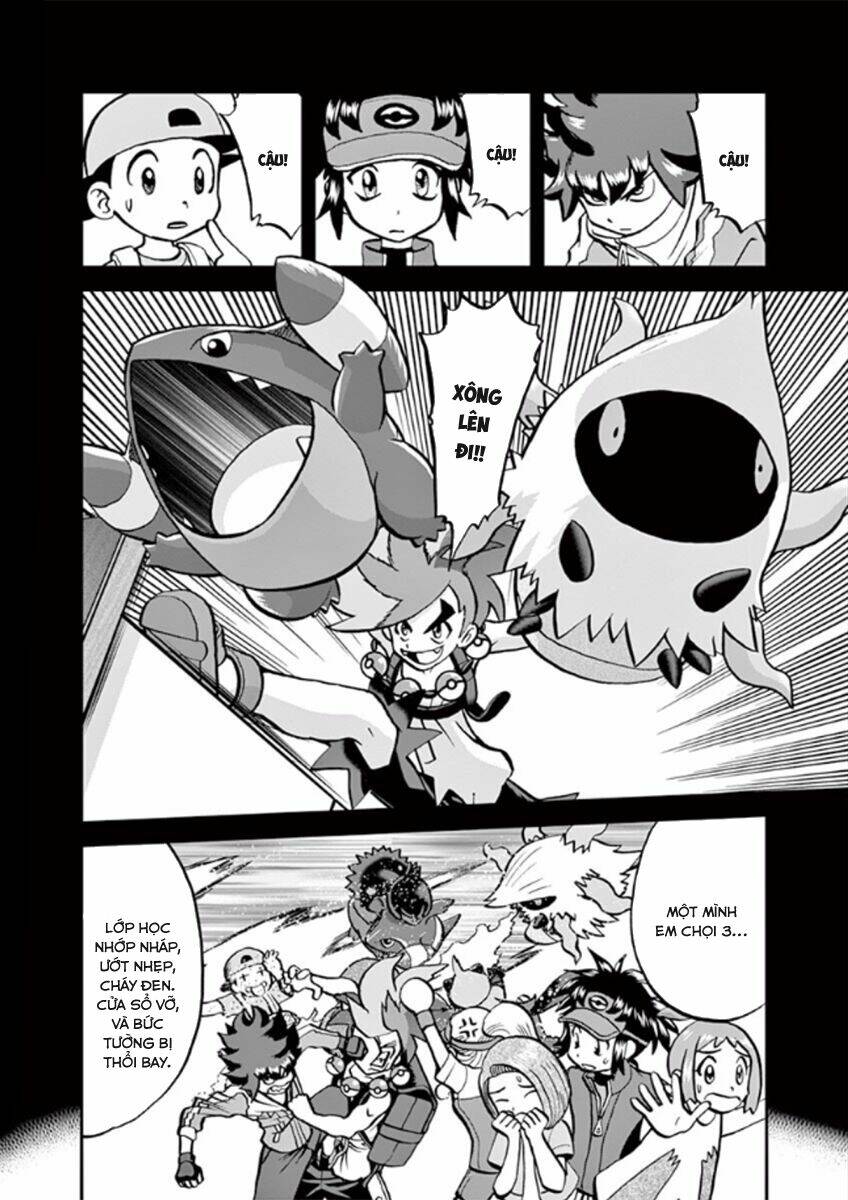 CẬU!
CẬU!
CẬU!
XÔNG
LÊN
ĐI!!
MỘT MÌNH
EM CHỌI 3...
LỚP HỌC
NHỚP NHÁP,
ƯỚT NHẸP,
CHÁY ĐEN.
CỬA SỔ VỠ,
VÀ BỨC
TƯỜNG BỊ
THỔI BAY.